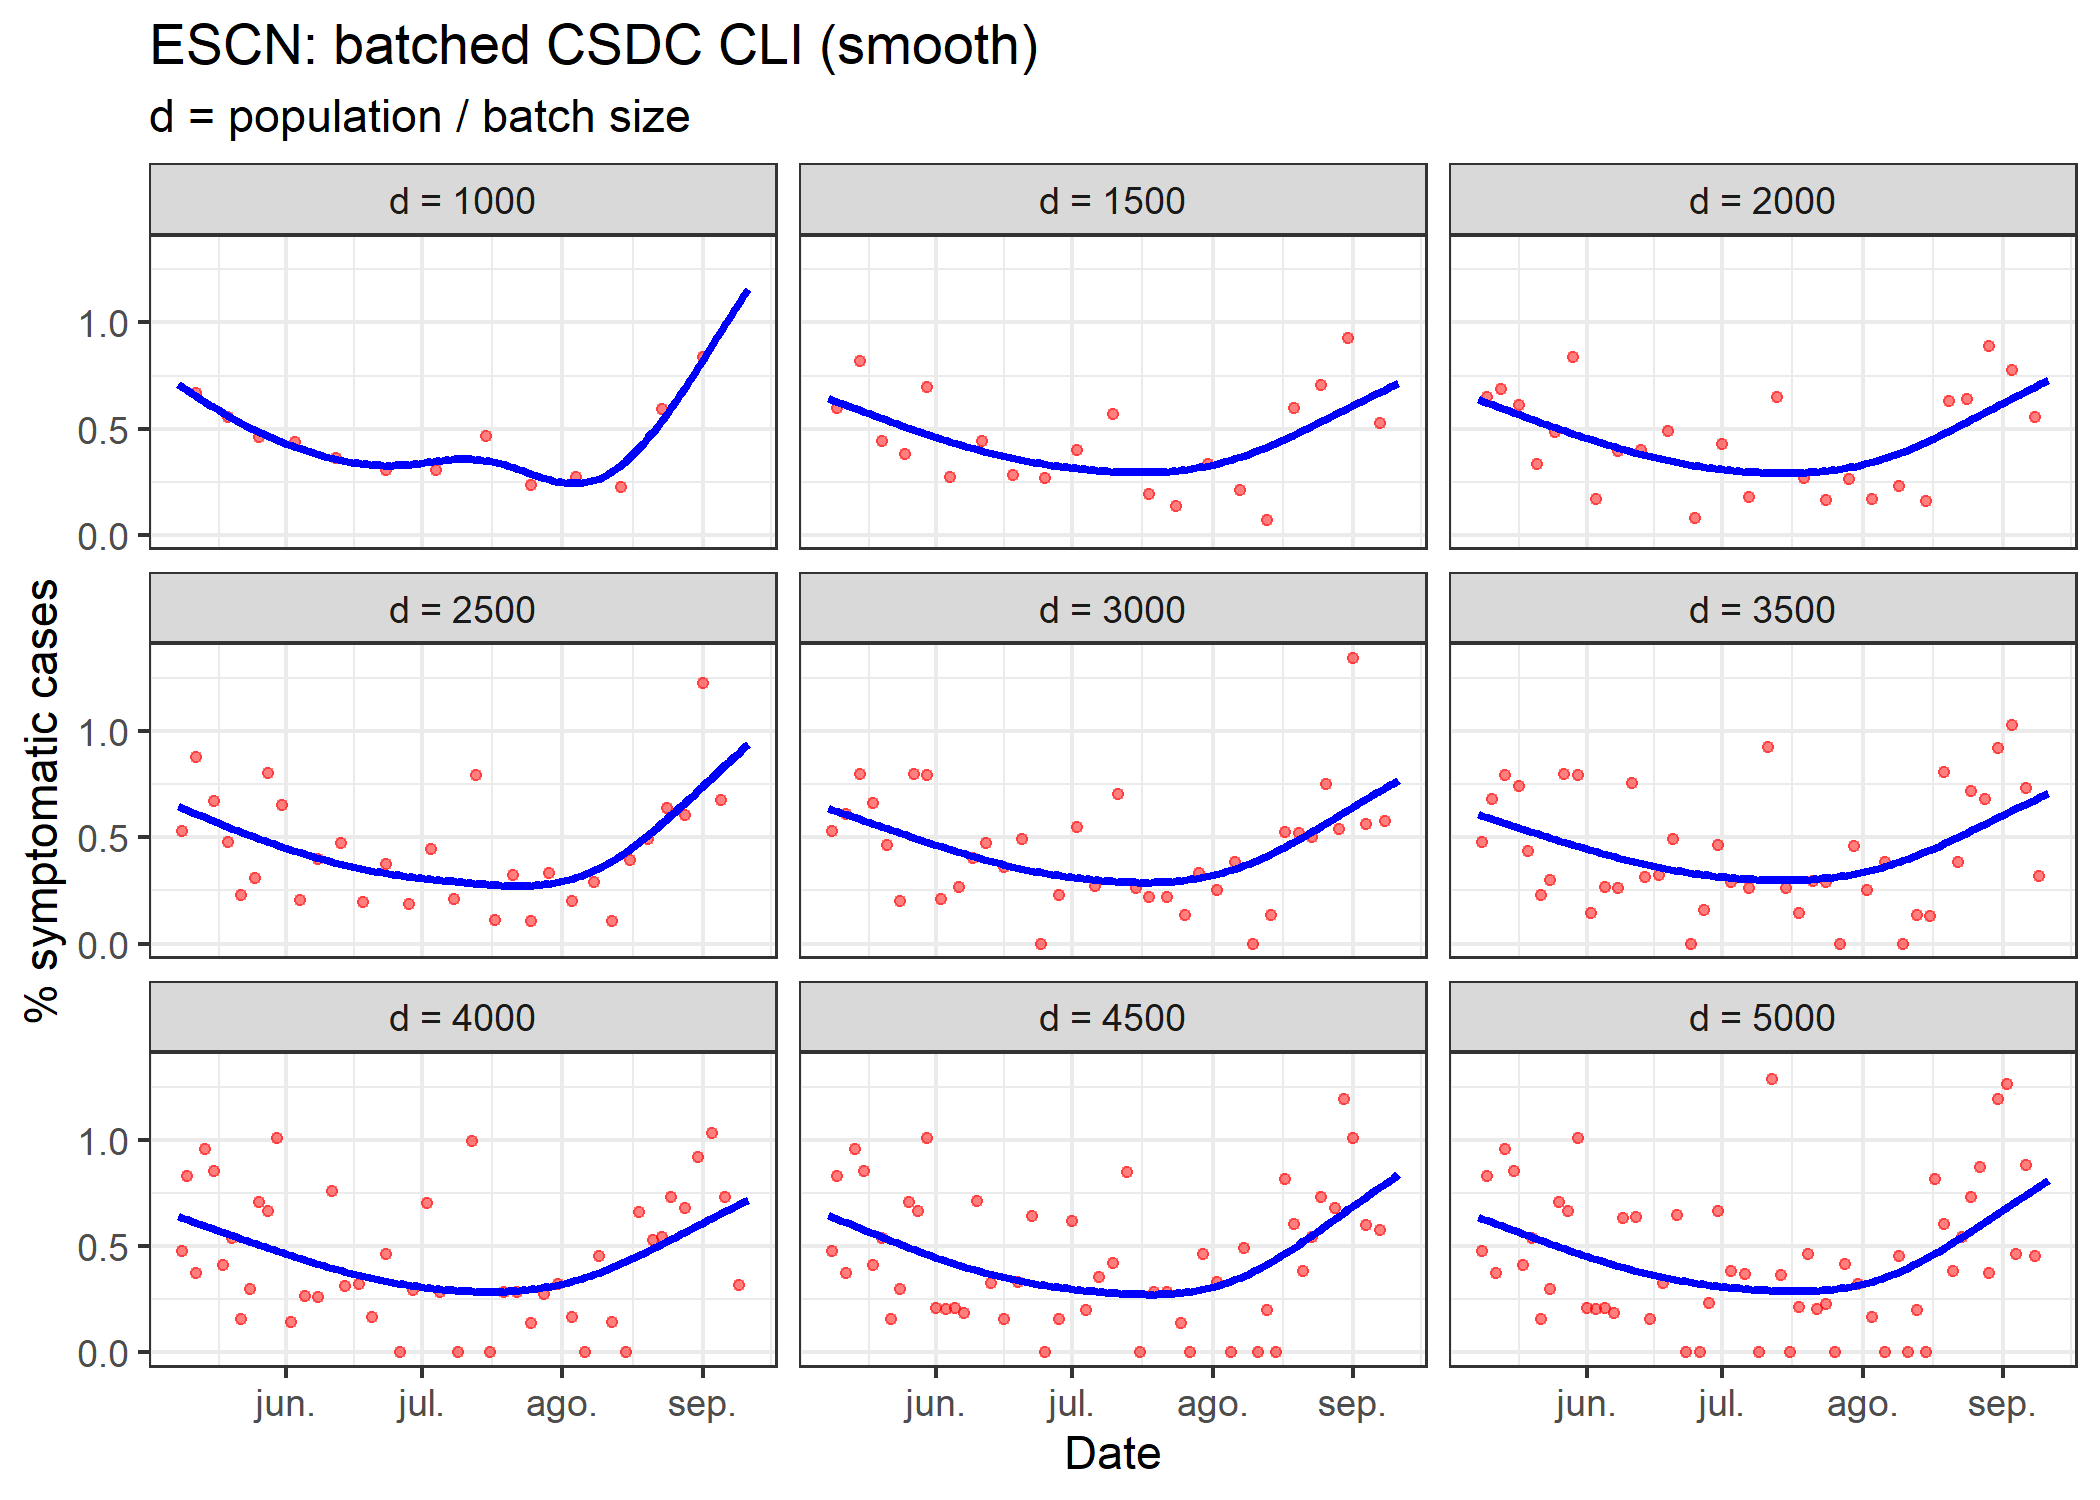 ESCN: batched CSDC CLI (smooth)
d = population / batch size
d = 1000
d = 1500
d = 2000
1.0
0.5
0.0
d = 2500
d = 3000
d = 3500
1.0
0.5
0.0
% symptomatic cases
d = 4000
d = 4500
d = 5000
1.0
0.5
0.0
jun. jul. ago. sep.
jun. jul. ago. sep.
jun. jul. ago. sep.
Date